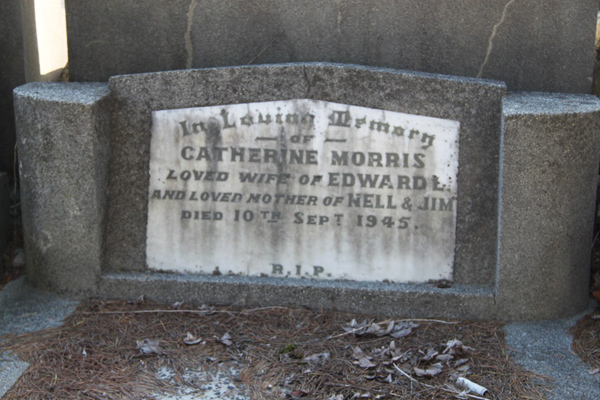 In Loving Memory
— OF —
CATHERINE MORRIS
LOVED WIFE OF EDWARD L.
AND LOVED MOTHER OF NELL & JIM
DIED 10TH SEPT. 1945.
R.I.P.